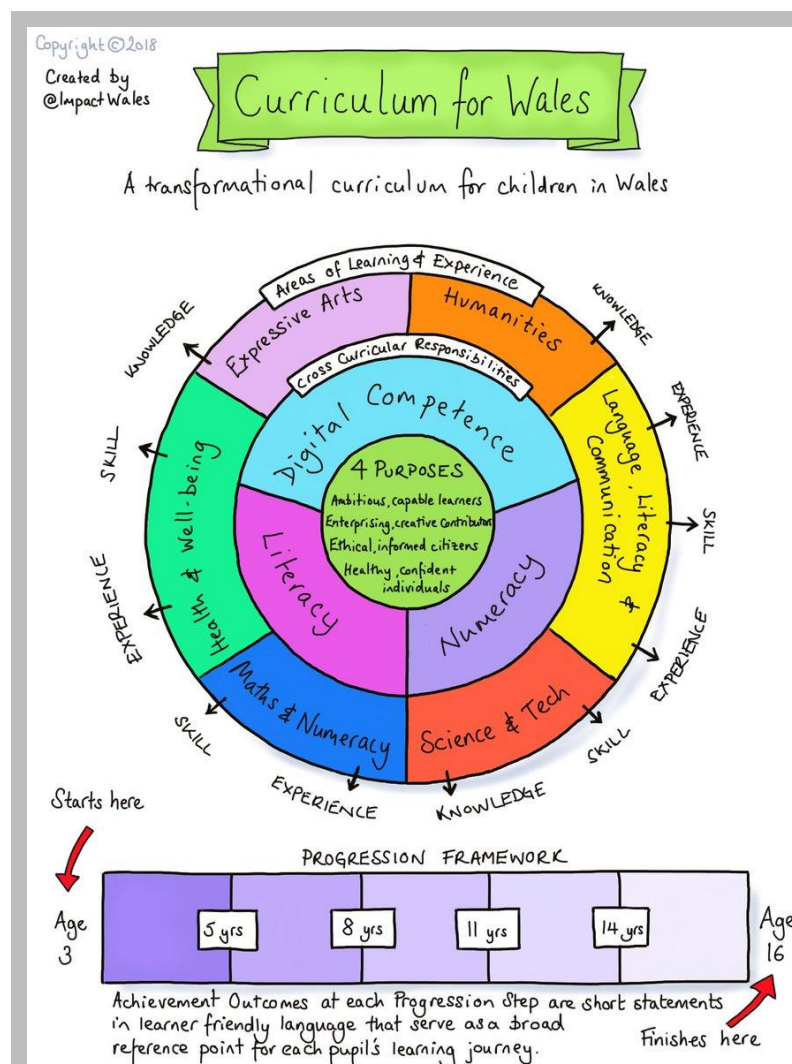 Copyright©2018
Created by
@ImpactWales
Curriculum for Wales
A transformational curriculum for children in Wales
Areas of Learning & Experience
Expressive Arts
Humanities
Language, Literacy &
Communication
Science & Tech
Maths & Numeracy
Health & Well-being
Cross Curricular Responsibilities
Digital Competence
Numeracy
Literacy
4 PURPOSES
Ambitious, capable learners
Enterprising, creative Contributors
Ethical, informed citizens
Healthy, confident
individuals
KNOWLEDGE
EXPERIENCE
SKILL
EXPERIENCE
SKILL
KNOWLEDGE
EXPERIENCE
SKILL
EXPERIENCE
SKILL
KNOWLEDGE
Starts here
PROGRESSION FRAMEWORK
Age
3
5 yrs
8 yrs
11 yrs
14 yrs
Age
16
Achievement Outcomes at each Progression Step are short statements
in learner friendly language that serve as a broad
reference point for each pupil's learning journey.
Finishes here